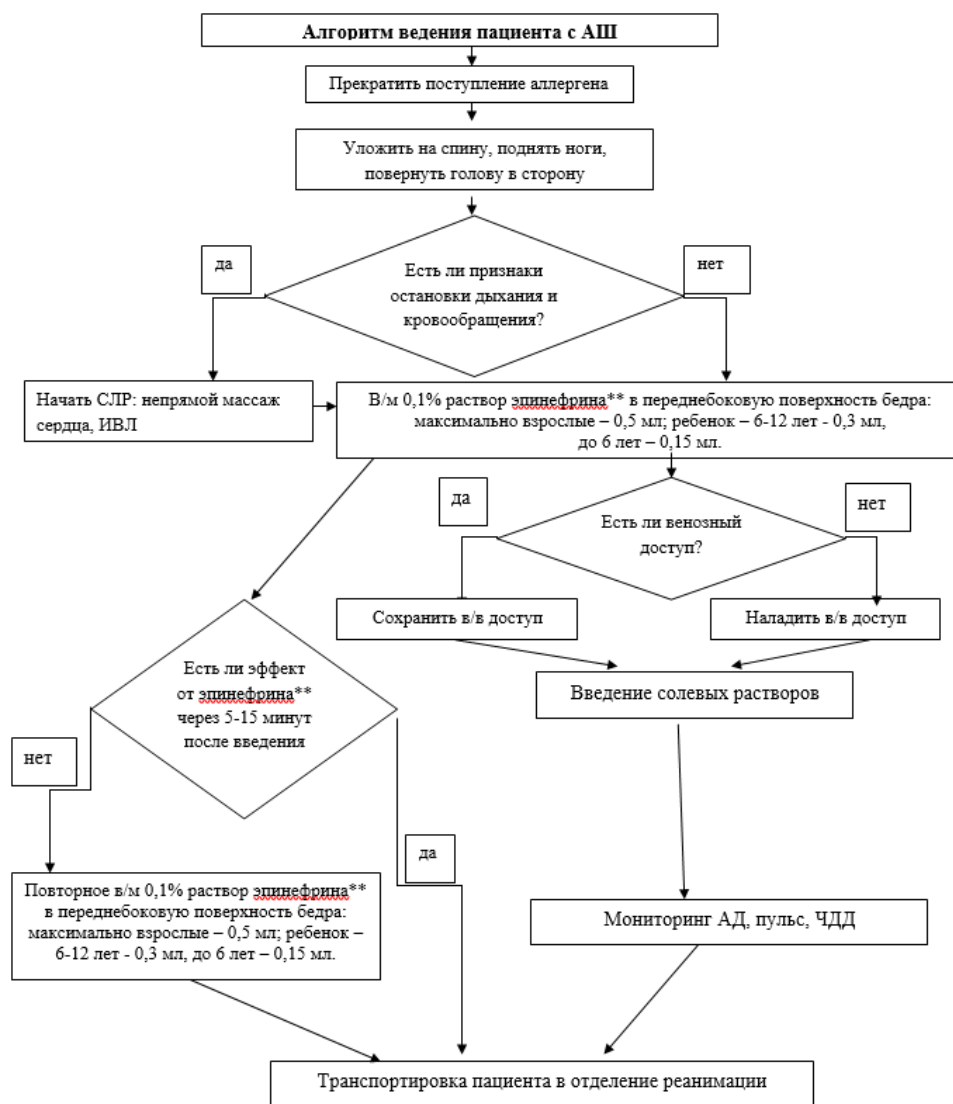 Алгоритм ведения пациента с АШ
Прекратить поступление аллергена
Уложить на спину, поднять ноги,
повернуть голову в сторону
да
Есть ли признаки
остановки дыхания и
кровообращения?
нет
Начать СЛР: непрямой массаж
сердца, ИВЛ
В/м 0,1% раствор эпинефрина** в переднебоковую поверхность бедра:
максимально взрослые – 0,5 мл; ребенок – 6-12 лет - 0,3 мл,
до 6 лет – 0,15 мл.
да
Есть ли венозный
доступ?
нет
Сохранить в/в доступ
Наладить в/в доступ
Есть ли эффект
от эпинефрина**
через 5-15 минут
после введения
Введение солевых растворов
нет
да
Повторное в/м 0,1% раствор эпинефрина**
в переднебоковую поверхность бедра:
максимально взрослые – 0,5 мл; ребенок –
6-12 лет - 0,3 мл, до 6 лет – 0,15 мл.
Мониторинг АД, пульс, ЧДД
Транспортировка пациента в отделение реанимации